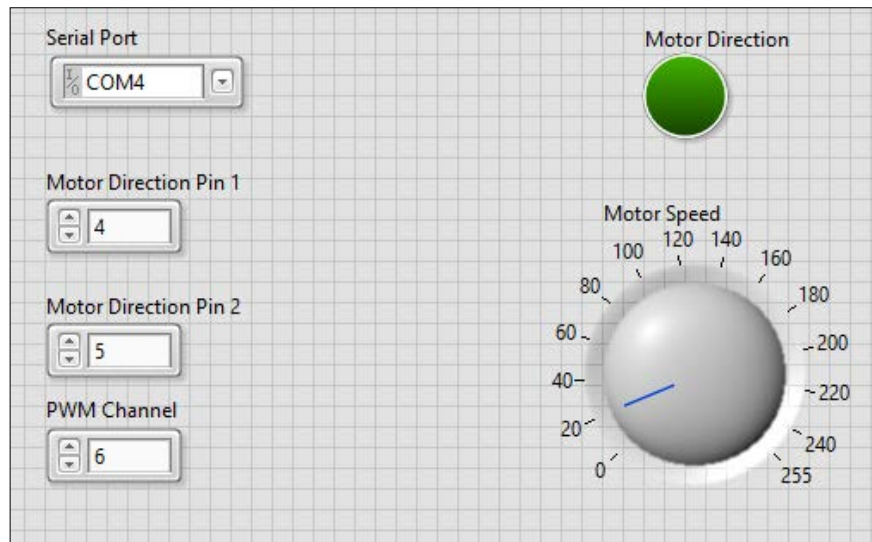 Serial Port
I/O COM4
Motor Direction
Motor Direction Pin 1
4
Motor Direction Pin 2
5
PWM Channel
6
Motor Speed
0
20
40
60
80
100
120
140
160
180
200
220
240
255